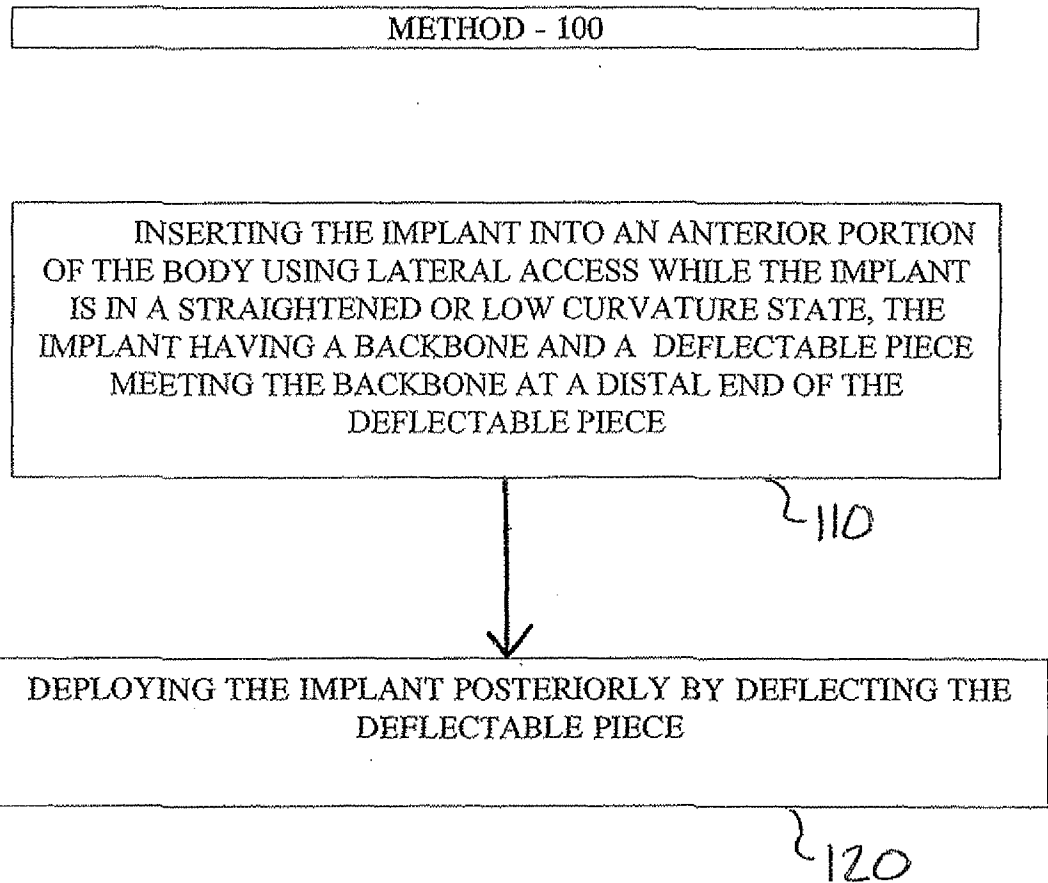 METHOD - 100
INSERTING THE IMPLANT INTO AN ANTERIOR PORTION
OF THE BODY USING LATERAL ACCESS WHILE THE IMPLANT
IS IN A STRAIGHTENED OR LOW CURVATURE STATE, THE
IMPLANT HAVING A BACKBONE AND A DEFLECTABLE PIECE
MEETING THE BACKBONE AT A DISTAL END OF THE
DEFLECTABLE PIECE
110
DEPLOYING THE IMPLANT POSTERIORLY BY DEFLECTING THE
DEFLECTABLE PIECE
120